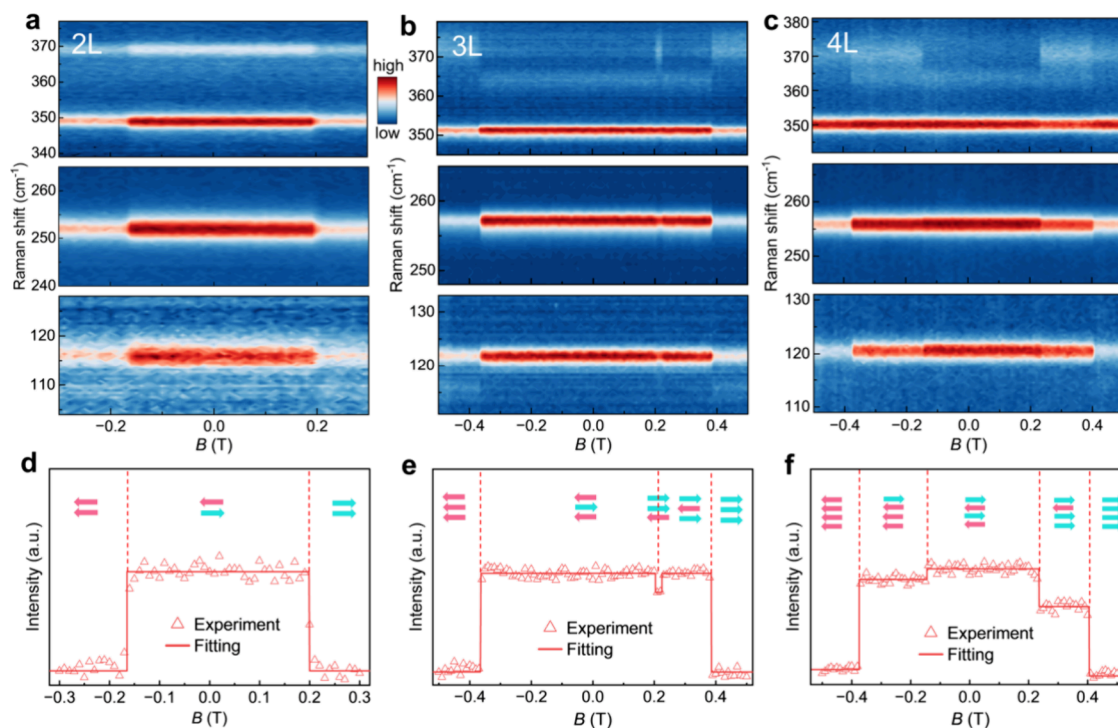 a 2L
370
360
350
340
high
low
Raman shift (cm⁻¹)
260
250
240
120
110
−0.2 0.0 0.2
B (T)
b 3L
370
360
350
Raman shift (cm⁻¹)
260
250
130
120
−0.4 −0.2 0.0 0.2 0.4
B (T)
c 4L
380
370
360
350
Raman shift (cm⁻¹)
265
255
130
120
110
−0.4 −0.2 0.0 0.2 0.4
B (T)
d
Intensity (a.u.)
Experiment
Fitting
-0.3 -0.2 -0.1 0.0 0.1 0.2 0.3
B (T)
e
Intensity (a.u.)
Experiment
Fitting
-0.4 -0.2 0.0 0.2 0.4
B (T)
f
Intensity (a.u.)
Experiment
Fitting
-0.4 -0.2 0.0 0.2 0.4
B (T)